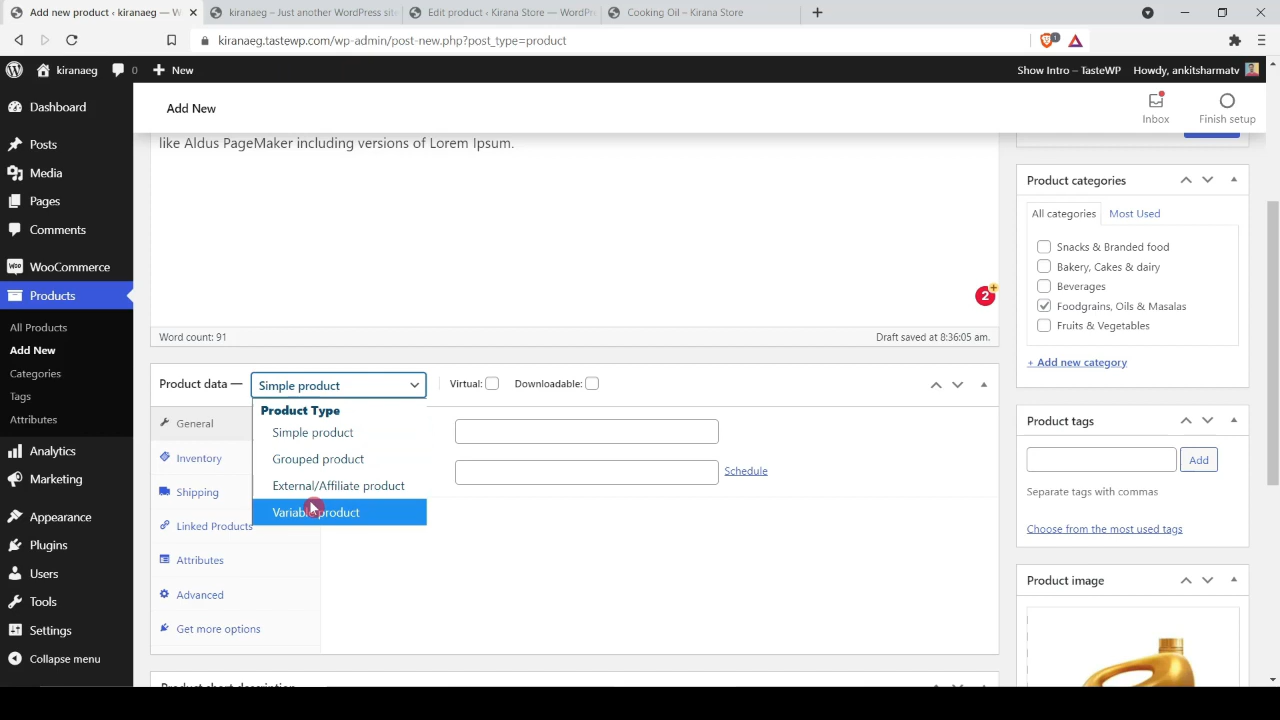 Add new product ‹ kiranaeg — W
kiranaeg – Just another WordPress sit
Edit product ‹ Kirana Store — WordPr
Cooking Oil – Kirana Store
kiranaeg.tastewp.com/wp-admin/post-new.php?post_type=product
1
kiranaeg
0
New
Show Intro – TasteWP
Howdy, ankitsharmatv
Dashboard
Posts
Media
Pages
Comments
Woo WooCommerce
Products
All Products
Add New
Categories
Tags
Attributes
Analytics
Marketing
Appearance
Plugins
Users
Tools
Settings
Collapse menu
Add New
Inbox
Finish setup
like Aldus PageMaker including versions of Lorem Ipsum.
2
Word count: 91
Draft saved at 8:36:05 am.
Product data —
Simple product
Virtual:
Downloadable:
Product Type
Simple product
Grouped product
External/Affiliate product
Variable product
General
Inventory
Shipping
Linked Products
Attributes
Advanced
Get more options
Schedule
Product short description
Product categories
All categories
Most Used
Snacks & Branded food
Bakery, Cakes & dairy
Beverages
Foodgrains, Oils & Masalas
Fruits & Vegetables
+ Add new category
Product tags
Add
Separate tags with commas
Choose from the most used tags
Product image